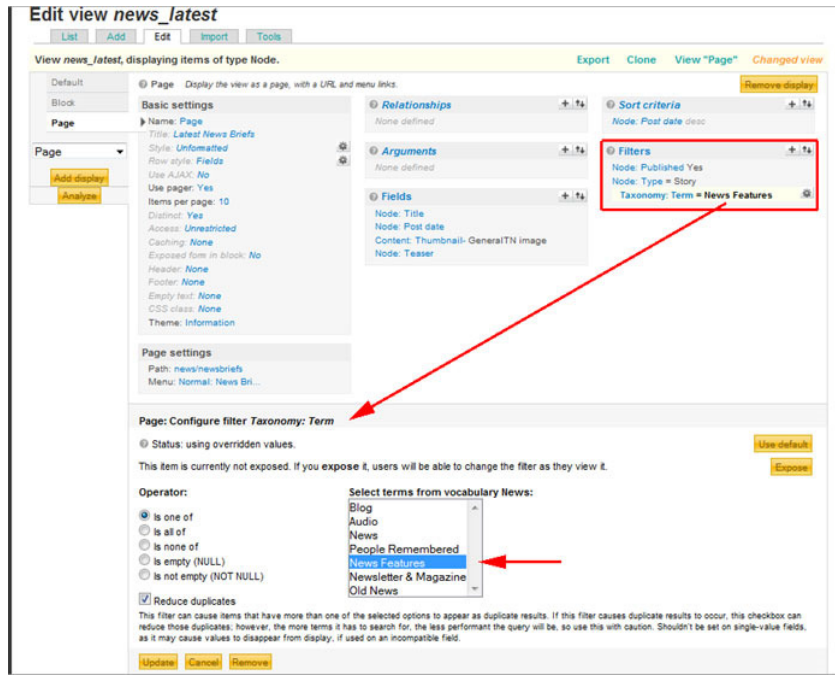 Edit view news_latest
List Add Edit Import Tools
View news_latest, displaying items of type Node.
Export Clone View "Page" Changed view
Default
Block
Page
Page
Add display
Analyze
Page Display the view as a page, with a URL and menu links.
Remove display
Basic settings
Name: Page
Title: Latest News Briefs
Style: Unformatted
Row style: Fields
Use AJAX: No
Use pager: Yes
Items per page: 10
Distinct: Yes
Access: Unrestricted
Caching: None
Exposed form in block: No
Header: None
Footer: None
Empty text: None
CSS class: None
Theme: Information
Page settings
Path: news/newsbriefs
Menu: Normal: News Bri...
Relationships
None defined
Arguments
None defined
Fields
Node: Title
Node: Post date
Content: Thumbnail- GeneralTN image
Node: Teaser
Sort criteria
Node: Post date desc
Filters
Node: Published Yes
Node: Type = Story
Taxonomy: Term = News Features
Page: Configure filter Taxonomy: Term
Status: using overridden values.
Use default
This item is currently not exposed. If you expose it, users will be able to change the filter as they view it.
Expose
Operator:
Is one of
Is all of
Is none of
Is empty (NULL)
Is not empty (NOT NULL)
Select terms from vocabulary News:
Blog
Audio
News
People Remembered
News Features
Newsletter & Magazine
Old News
Reduce duplicates
This filter can cause items that have more than one of the selected options to appear as duplicate results. If this filter causes duplicate results to occur, this checkbox can
reduce those duplicates; however, the more terms it has to search for, the less performant the query will be, so use this with caution. Shouldn't be set on single-value fields,
as it may cause values to disappear from display, if used on an incompatible field.
Update Cancel Remove